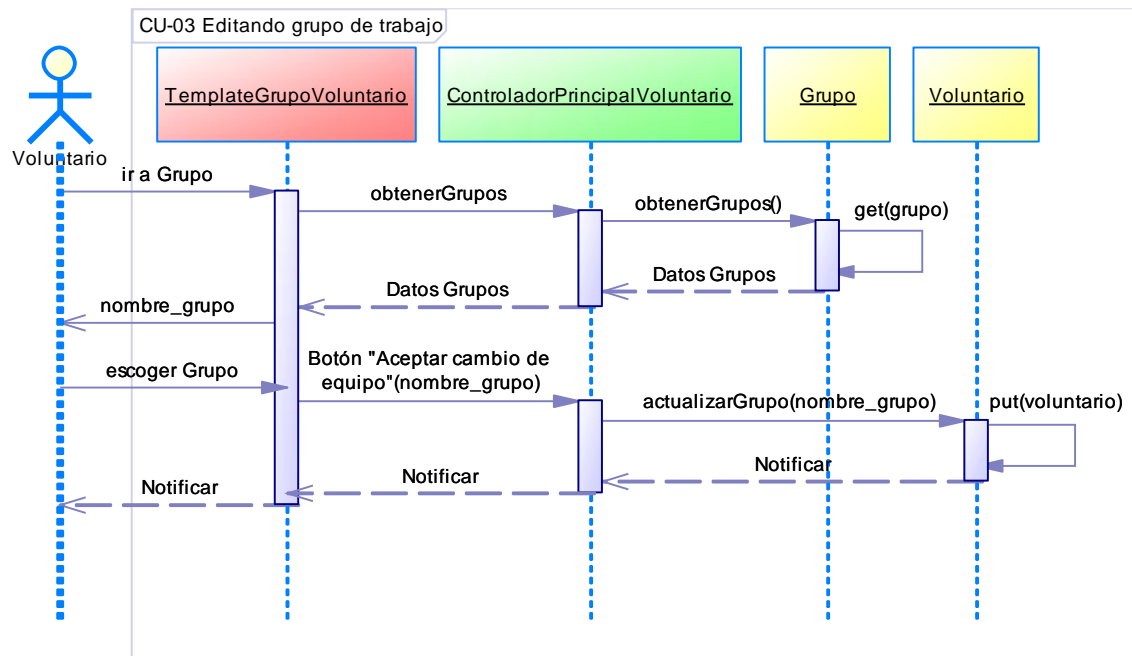 CU-03 Editando grupo de trabajo
TemplateGrupoVoluntario
ControladorPrincipalVoluntario
Grupo
Voluntario
Voluntario
ir a Grupo
obtenerGrupos
obtenerGrupos()
get(grupo)
Datos Grupos
Datos Grupos
nombre_grupo
escoger Grupo
Botón "Aceptar cambio de
equipo"(nombre_grupo)
actualizarGrupo(nombre_grupo)
put(voluntario)
Notificar
Notificar
Notificar